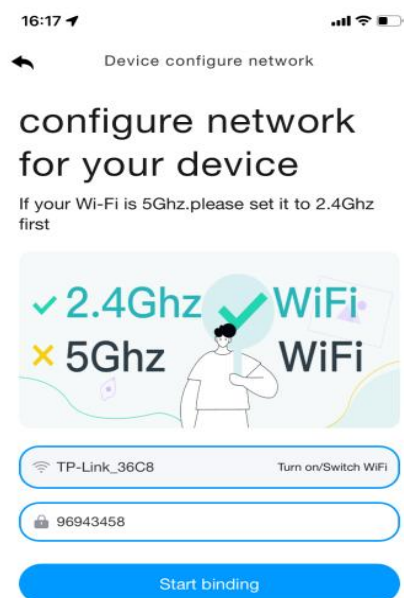 16:17
Device configure network
configure network
for your device
If your Wi-Fi is 5Ghz.please set it to 2.4Ghz
first
2.4Ghz WiFi
5Ghz WiFi
TP-Link_36C8 Turn on/Switch WiFi
96943458
Start binding